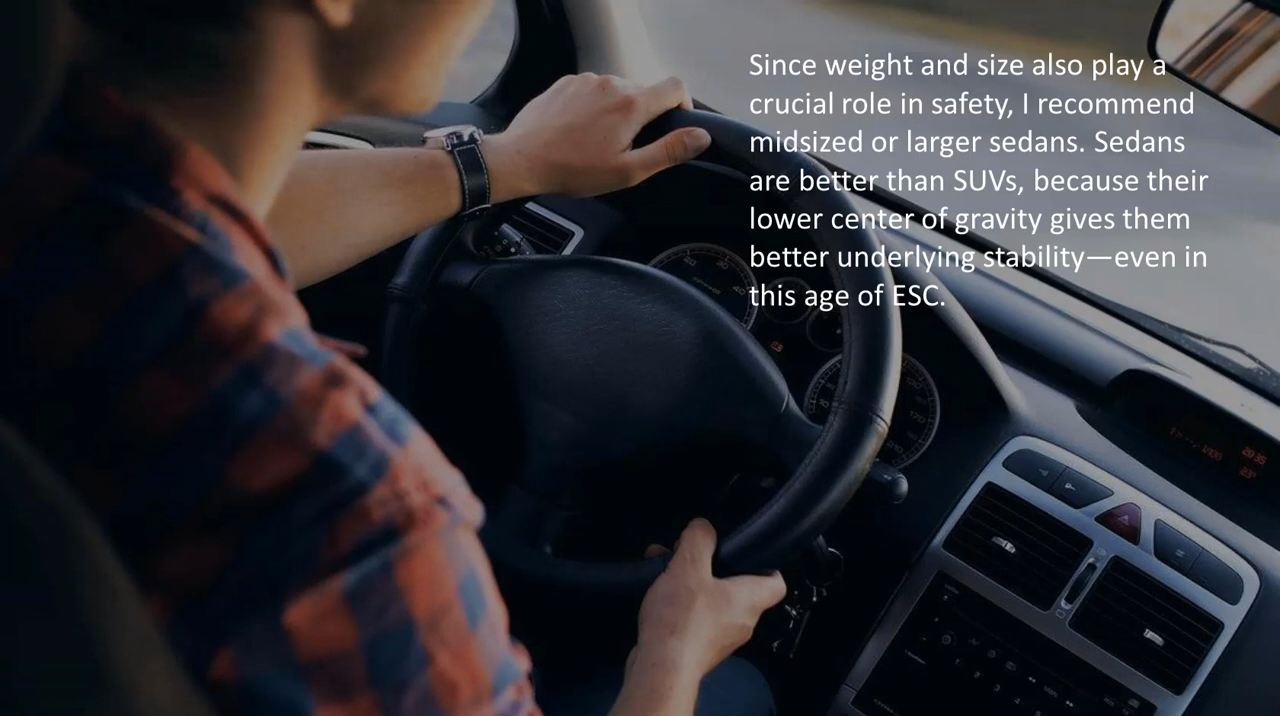 Since weight and size also play a
crucial role in safety, I recommend
midsized or larger sedans. Sedans
are better than SUVs, because their
lower center of gravity gives them
better underlying stability—even in
this age of ESC.